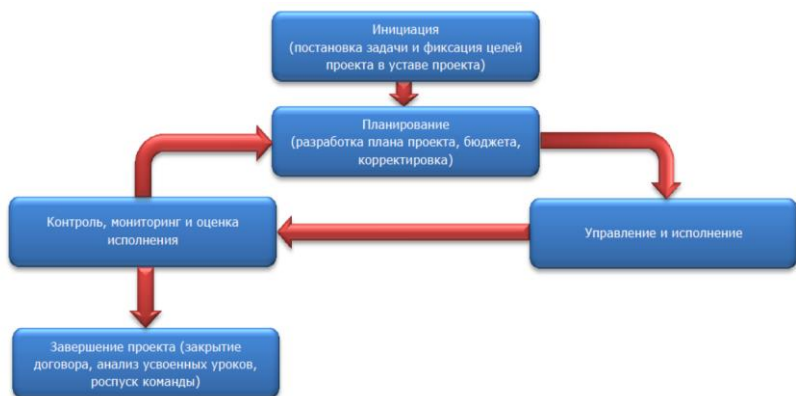 Инициация
(постановка задачи и фиксация целей
проекта в уставе проекта)
Планирование
(разработка плана проекта, бюджета,
корректировка)
Контроль, мониторинг и оценка
исполнения
Управление и исполнение
Завершение проекта (закрытие
договора, анализ усвоенных уроков,
роспуск команды)